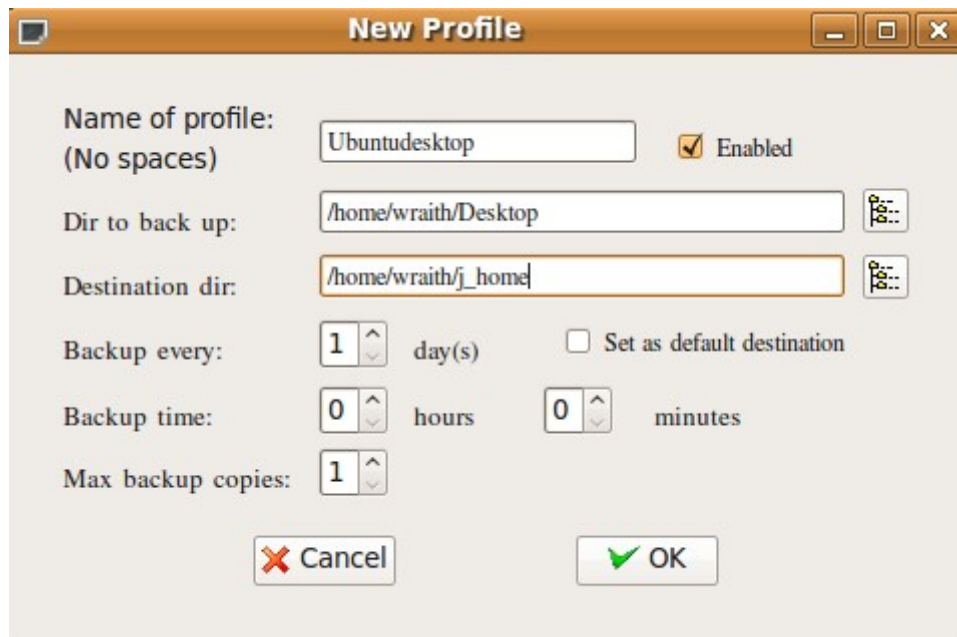 New Profile
Name of profile:
(No spaces)
Ubuntudesktop
Enabled
Dir to back up:
/home/wraith/Desktop
Destination dir:
/home/wraith/j_home
Backup every:
1
day(s)
Set as default destination
Backup time:
0
hours
0
minutes
Max backup copies:
1
Cancel
OK